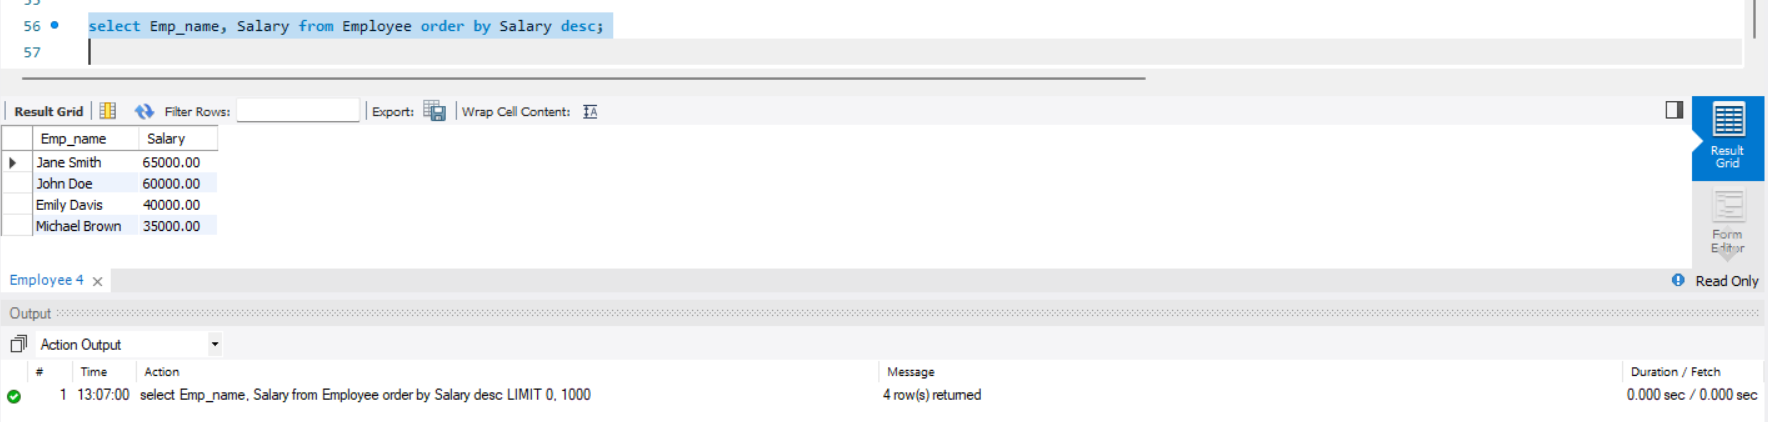 55
56 select Emp_name, Salary from Employee order by Salary desc;
57
Result Grid Filter Rows: Export: Wrap Cell Content: IA
Emp_name Salary
Jane Smith 65000.00
John Doe 60000.00
Emily Davis 40000.00
Michael Brown 35000.00
Result
Grid
Form
Editor
Employee 4 × Read Only
Output
Action Output
# Time Action Message Duration / Fetch
1 13:07:00 select Emp_name, Salary from Employee order by Salary desc LIMIT 0, 1000 4 row(s) returned 0.000 sec / 0.000 sec